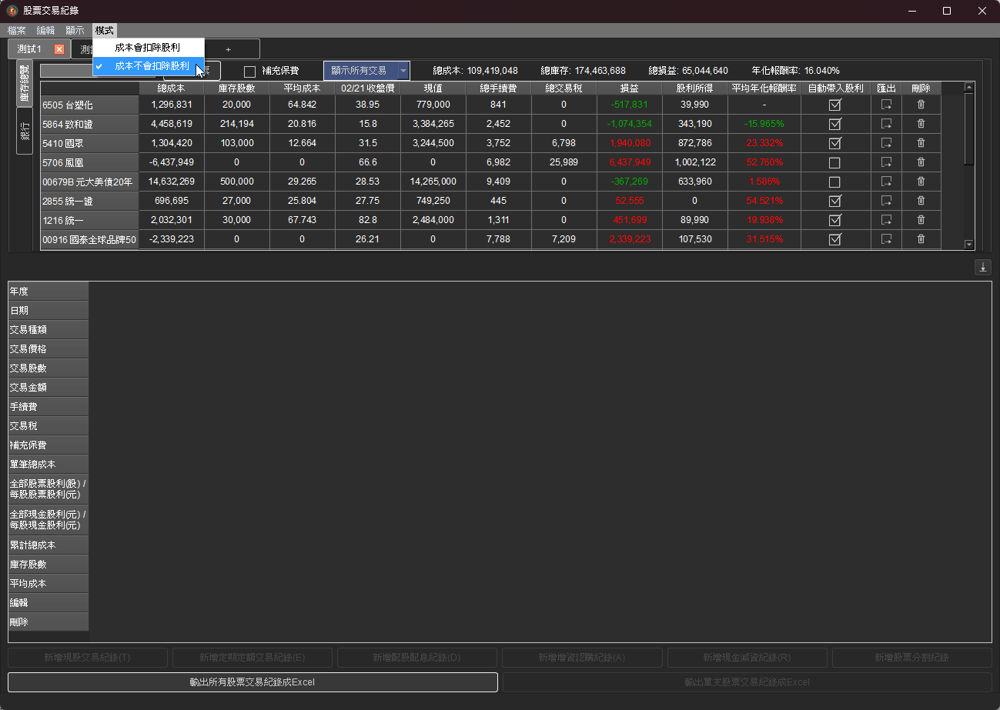 股票交易紀錄
檔案 編輯 顯示 模式
測試1 測 +
成本會扣除股利
成本不會扣除股利
庫存總覽
銀行
票 補充保費 顯示所有交易 總成本: 109,419,048 總庫存: 174,463,688 總損益: 65,044,640 年化報酬率: 16.040%
總成本 庫存股數 平均成本 02/21 收盤價 現值 總手續費 總交易稅 損益 股利所得 平均年化報酬率 自動帶入股利 匯出 刪除
6505 台塑化 1,296,831 20,000 64.842 38.95 779,000 841 0 -517,831 39,990 -
5864 致和證 4,458,619 214,194 20.816 15.8 3,384,265 2,452 0 -1,074,354 343,190 -15.965%
5410 國眾 1,304,420 103,000 12.664 31.5 3,244,500 3,752 6,798 1,940,080 872,786 23.332%
5706 鳳凰 -6,437,949 0 0 66.6 0 6,982 25,989 6,437,949 1,002,122 52.760%
00679B 元大美債20年 14,632,269 500,000 29.265 28.53 14,265,000 9,409 0 -367,269 633,960 1.586%
2855 統一證 696,695 27,000 25.804 27.75 749,250 445 0 52,555 0 54.521%
1216 統一 2,032,301 30,000 67.743 82.8 2,484,000 1,311 0 451,699 89,990 19.938%
00916 國泰全球品牌50 -2,339,223 0 0 26.21 0 7,788 7,209 2,339,223 107,530 31.515%
年度
日期
交易種類
交易價格
交易股數
交易金額
手續費
交易稅
補充保費
單筆總成本
全部股票股利(股) /
每股股票股利(元)
全部現金股利(元) /
每股現金股利(元)
累計總成本
庫存股數
平均成本
編輯
刪除
新增現股交易紀錄(T) 新增定期定額交易紀錄(E) 新增配股配息紀錄(D) 新增增資認購紀錄(A) 新增現金減資紀錄(R) 新增股票分割紀錄
輸出所有股票交易紀錄成Excel 輸出單支股票交易紀錄成Excel